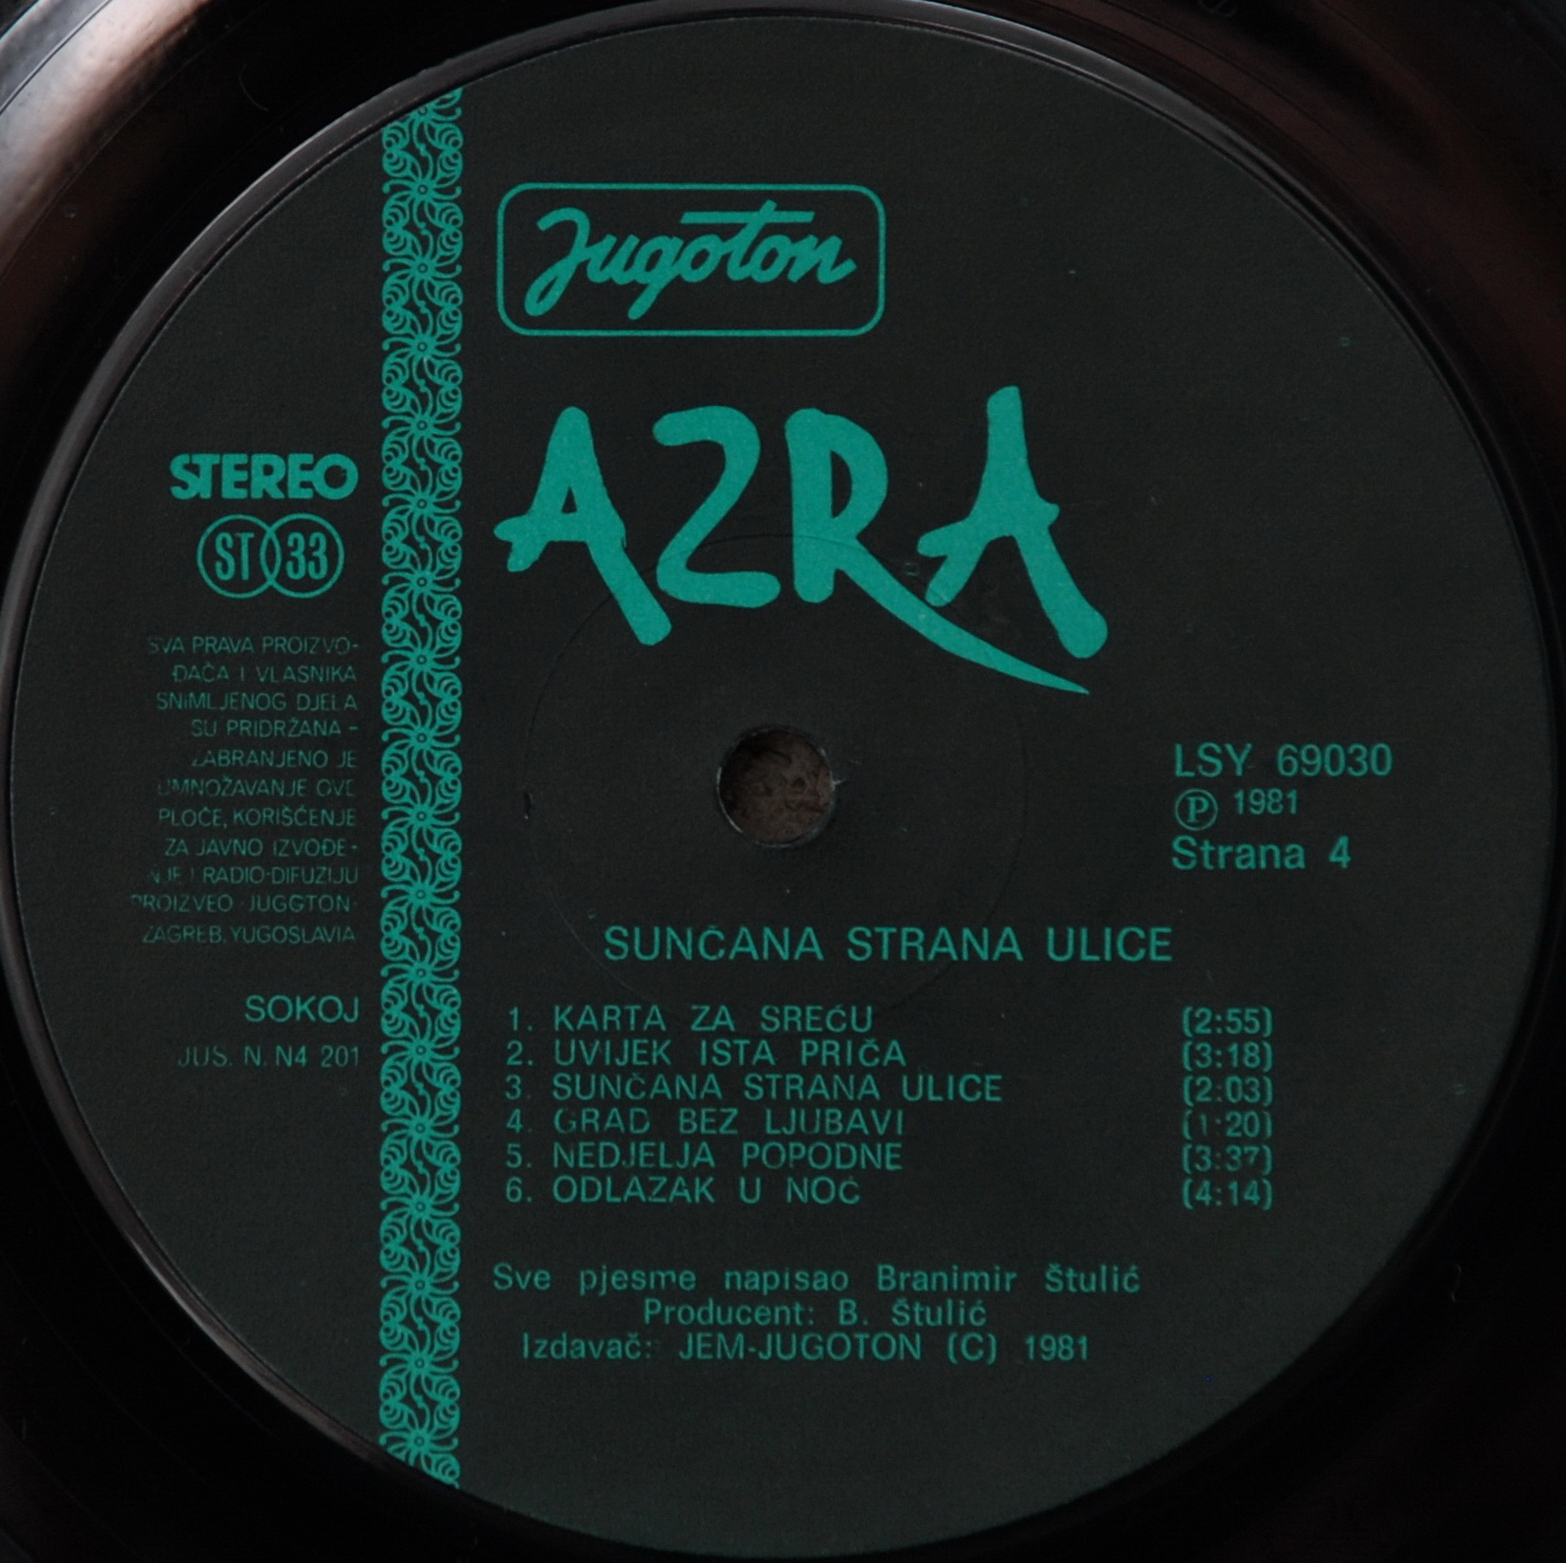 Jugoton
AZRA
STEREO
ST 33
SVA PRAVA PROIZVO-
ĐAČA I VLASNIKA
SNIMLJENOG DJELA
SU PRIDRŽANA –
ZABRANJENO JE
UMNOŽAVANJE OVE
PLOČE, KORIŠĆENJE
ZA JAVNO IZVOĐE-
NJE I RADIO-DIFUZIJU
PROIZVEO ·JUGGTON·
ZAGREB, YUGOSLAVIA
SOKOJ
JUS. N. N4 201
LSY 69030
Ⓟ 1981
Strana 4
SUNČANA STRANA ULICE
1. KARTA ZA SREĆU (2:55)
2. UVIJEK ISTA PRIČA (3:18)
3. SUNČANA STRANA ULICE (2:03)
4. GRAD BEZ LJUBAVI (1:20)
5. NEDJELJA POPODNE (3:37)
6. ODLAZAK U NOĆ (4:14)
Sve pjesme napisao Branimir Štulić
Producent: B. Štulić
Izdavač: JEM-JUGOTON (C) 1981